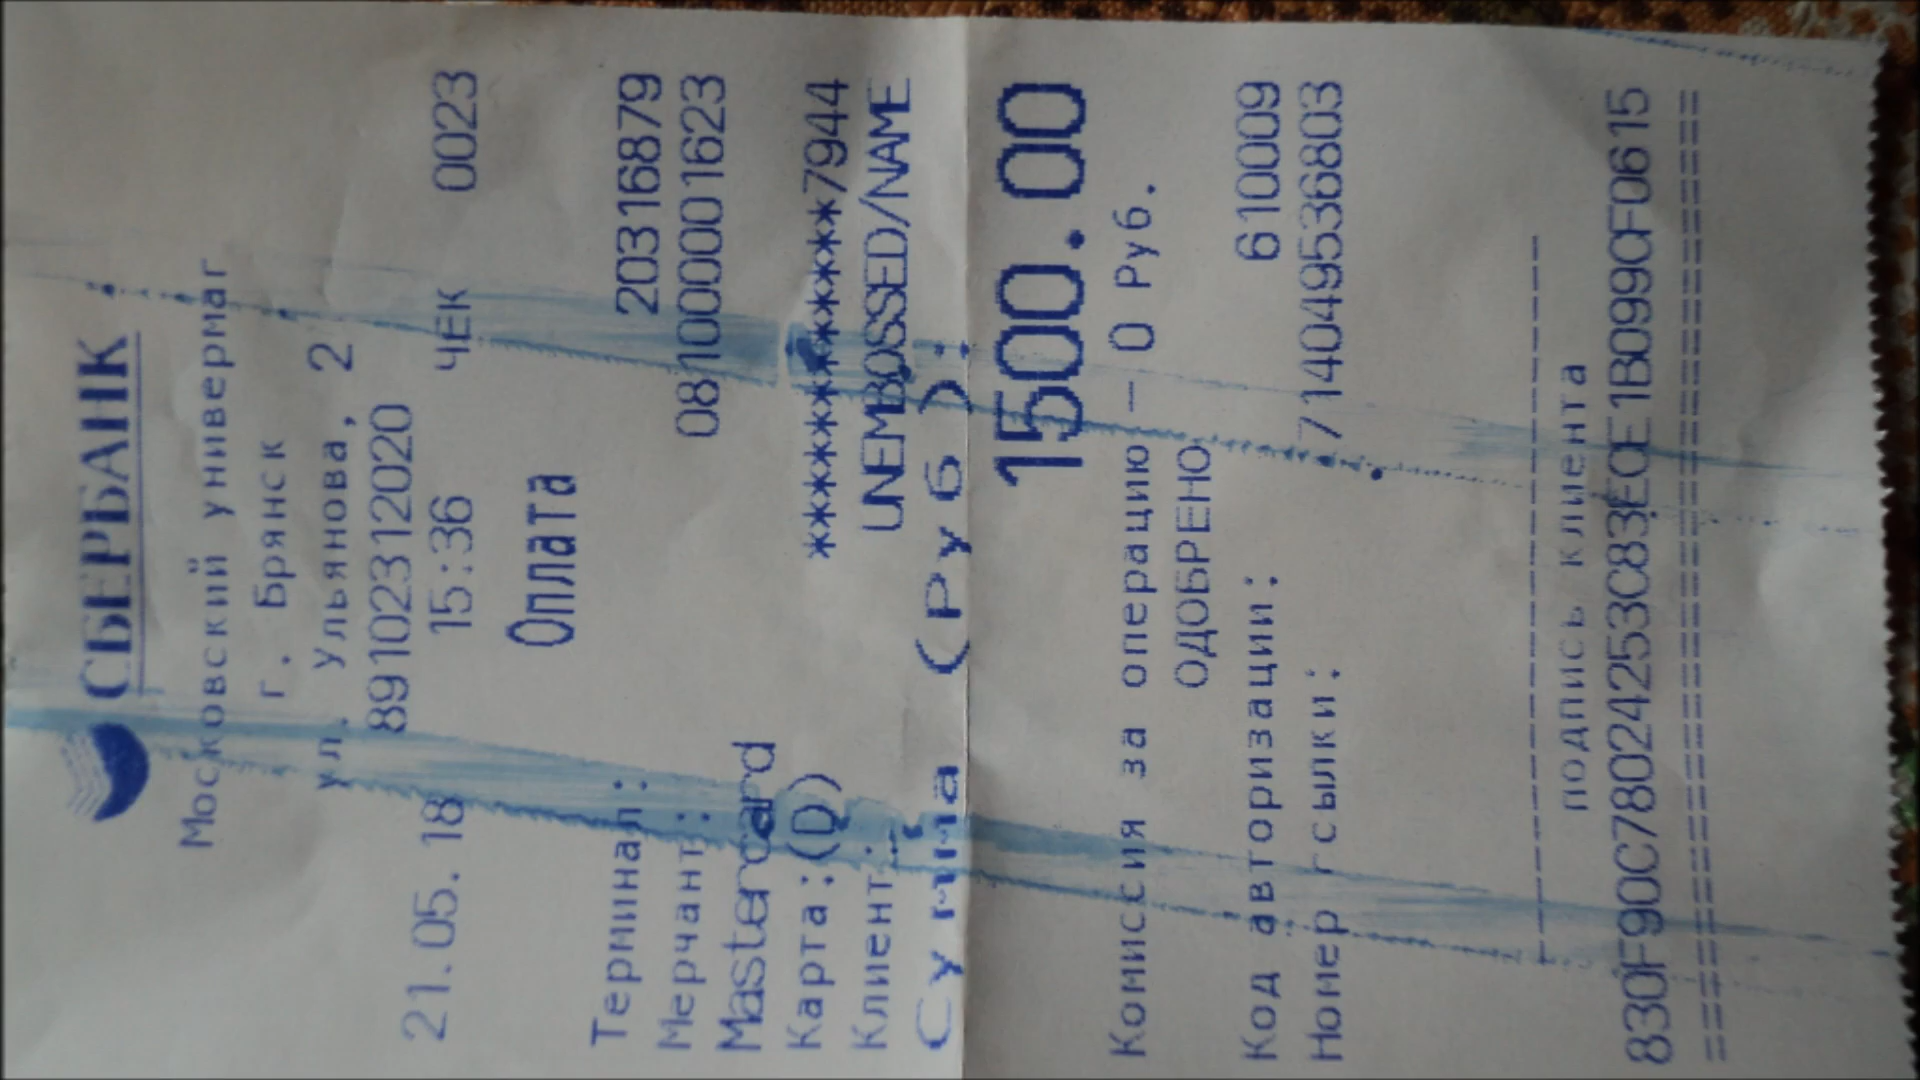 СБЕРБАНК
Московский универмаг
г. Брянск
ул. Ульянова, 2
89102312020
21.05.18 15:36 ЧЕК 0023
Оплата
Терминал: 20316879
Мерчант: 081000001623
Mastercard
Карта:(D) ************7944
Клиент: UNEMBOSSED/NAME
Сумма (Руб):
1500.00
Комиссия за операцию — 0 Руб.
ОДОБРЕНО
Код авторизации: 610009
Номер ссылки: 714049536803
подпись клиента
830F90C78024253C83E0E1B0990F0615
==================================